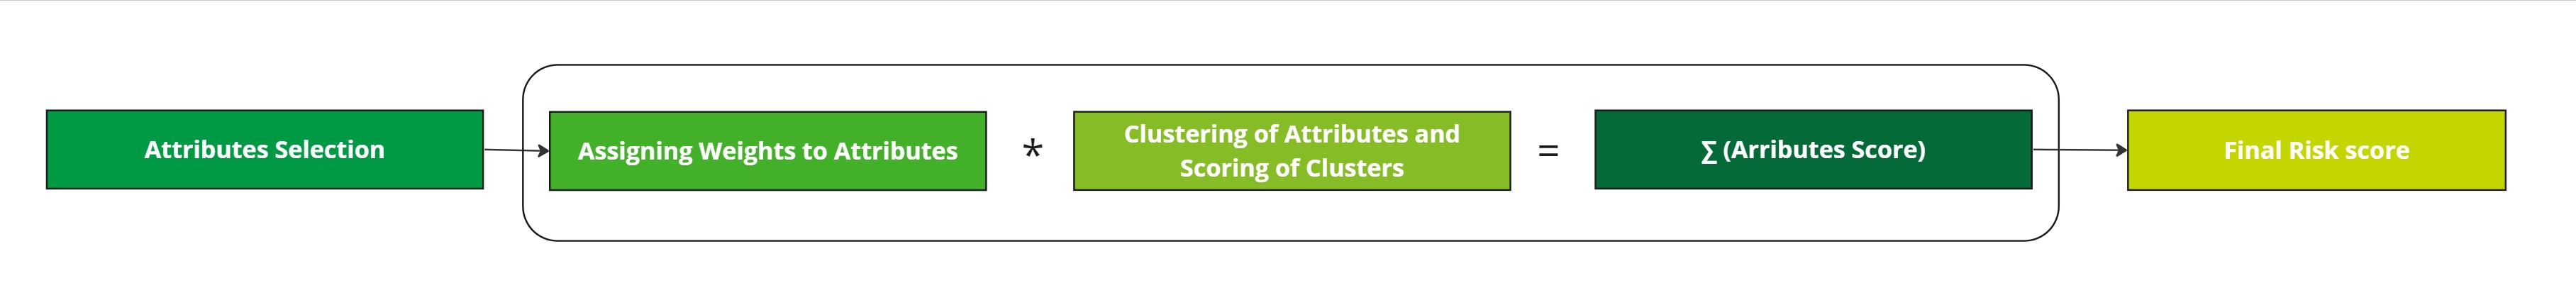 Attributes Selection
Assigning Weights to Attributes
*
Clustering of Attributes and
Scoring of Clusters
=
∑ (Arributes Score)
Final Risk score